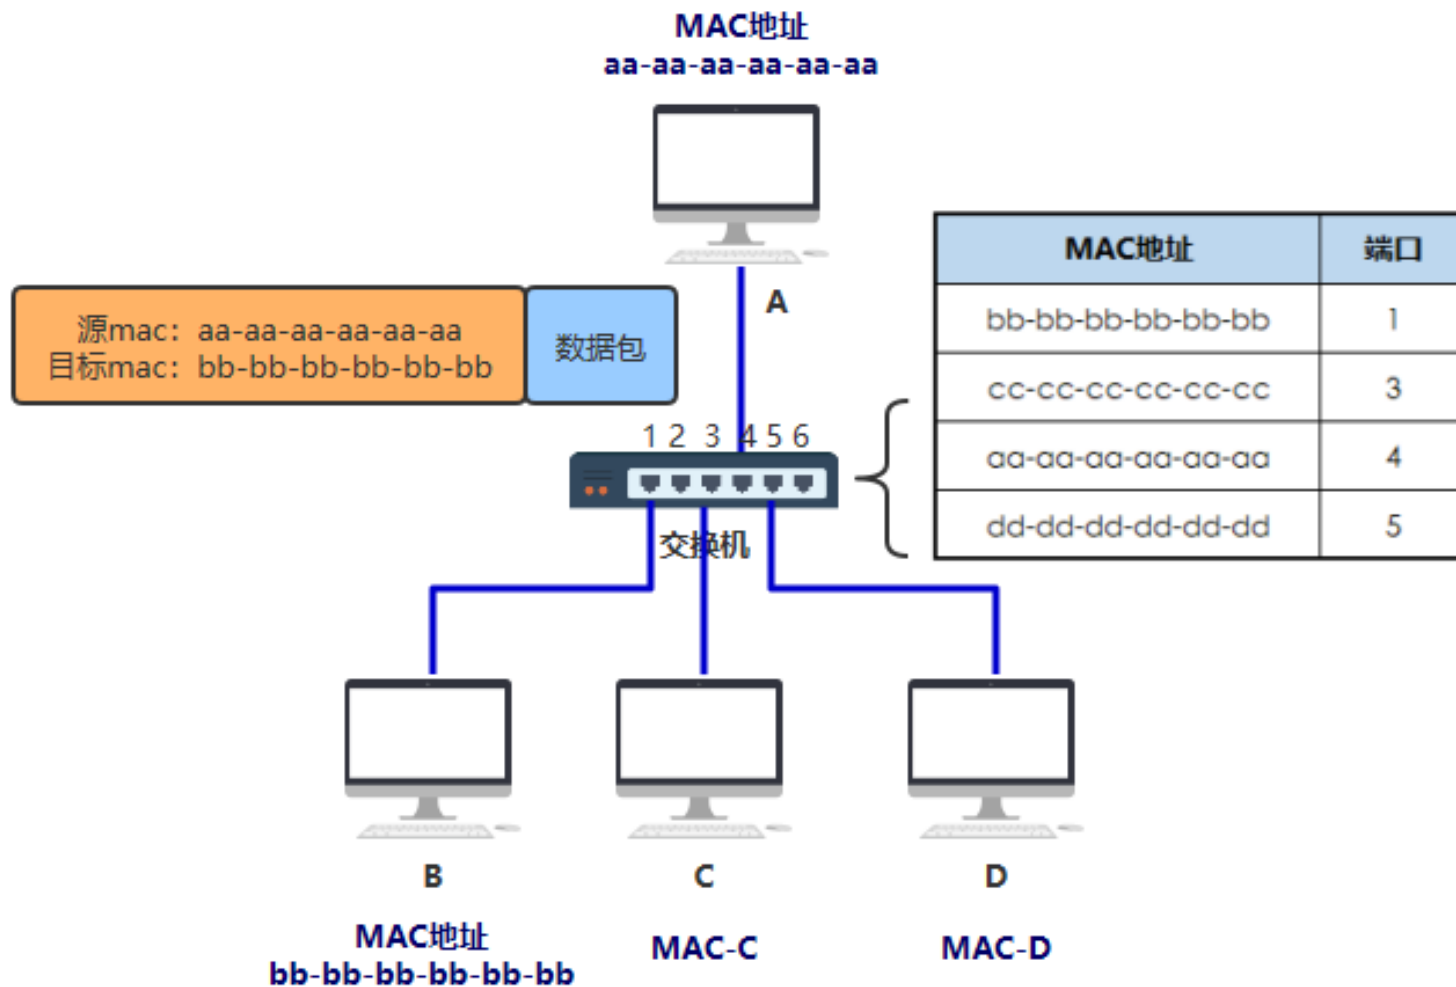 MAC地址
aa-aa-aa-aa-aa-aa
A
源mac：aa-aa-aa-aa-aa-aa
目标mac：bb-bb-bb-bb-bb-bb
数据包
MAC地址 端口
bb-bb-bb-bb-bb-bb 1
cc-cc-cc-cc-cc-cc 3
aa-aa-aa-aa-aa-aa 4
dd-dd-dd-dd-dd-dd 5
1 2 3 4 5 6
交换机
B
C
D
MAC地址
bb-bb-bb-bb-bb-bb
MAC-C
MAC-D